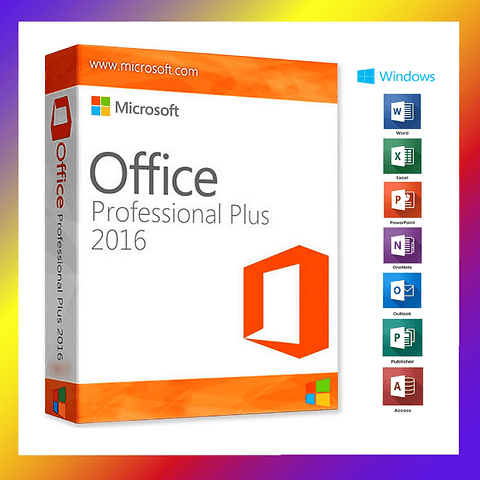 www.microsoft.com
Microsoft
Office
Professional Plus
2016
Office Professional Plus 2016
Windows
Word
Excel
PowerPoint
OneNote
Outlook
Publisher
Access